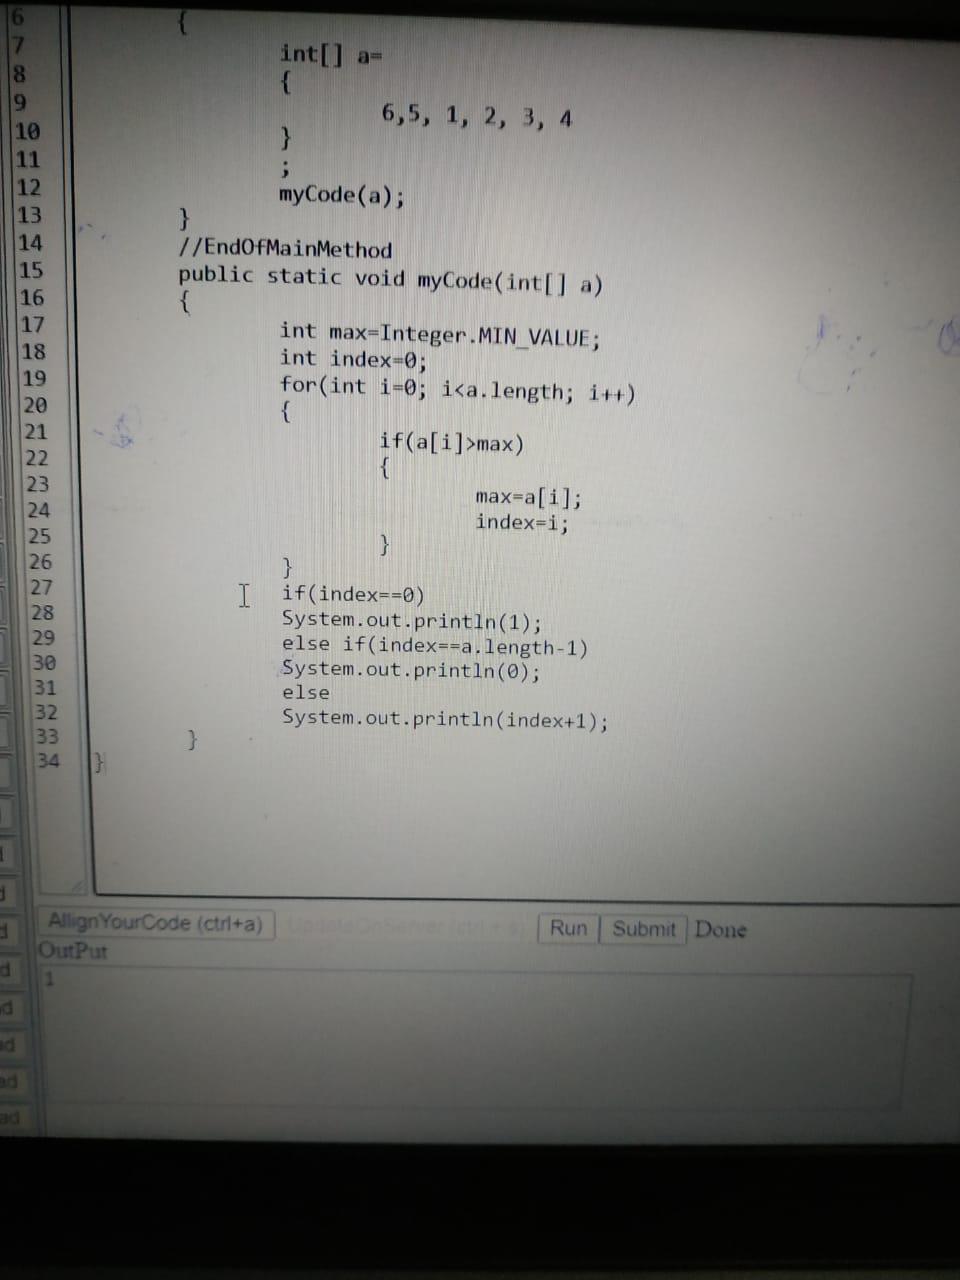 6 {
7 int[] a=
8 {
9 6,5, 1, 2, 3, 4
10 }
11 ;
12 myCode(a);
13 }
14 //EndOfMainMethod
15 public static void myCode(int[] a)
16 {
17 int max=Integer.MIN_VALUE;
18 int index=0;
19 for(int i=0; i<a.length; i++)
20 {
21 if(a[i]>max)
22 {
23 max=a[i];
24 index=i;
25 }
26 }
27 if(index==0)
28 System.out.println(1);
29 else if(index==a.length-1)
30 System.out.println(0);
31 else
32 System.out.println(index+1);
33 }
34 }
AllignYourCode (ctrl+a) UpdateOnServer (ctrl + s) Run Submit Done
OutPut
1
d
d
d
d
ad
ad
ad